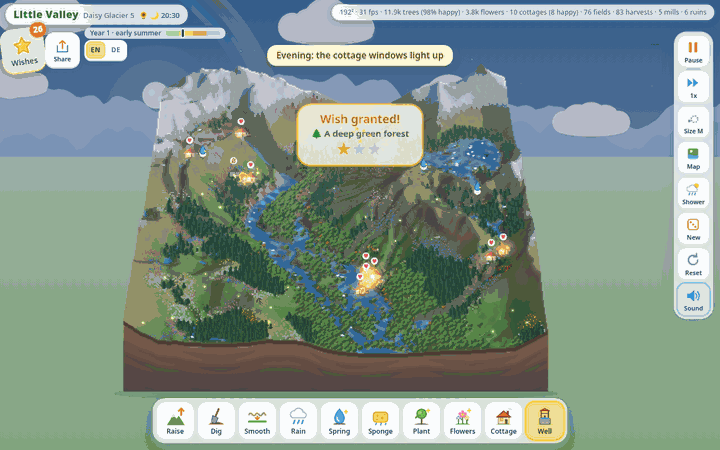 Little Valley Daisy Glacier 5 20:30
192² · 31 fps · 11.9k trees (98% happy) · 3.8k flowers · 10 cottages (8 happy) · 76 fields · 83 harvests · 5 mills · 6 ruins
26
Wishes
Share
Year 1 · early summer
EN DE
Evening: the cottage windows light up
Wish granted!
A deep green forest
Pause
1x
Size M
Map
Shower
New
Reset
Sound
Raise Dig Smooth Rain Spring Sponge Plant Flowers Cottage Well